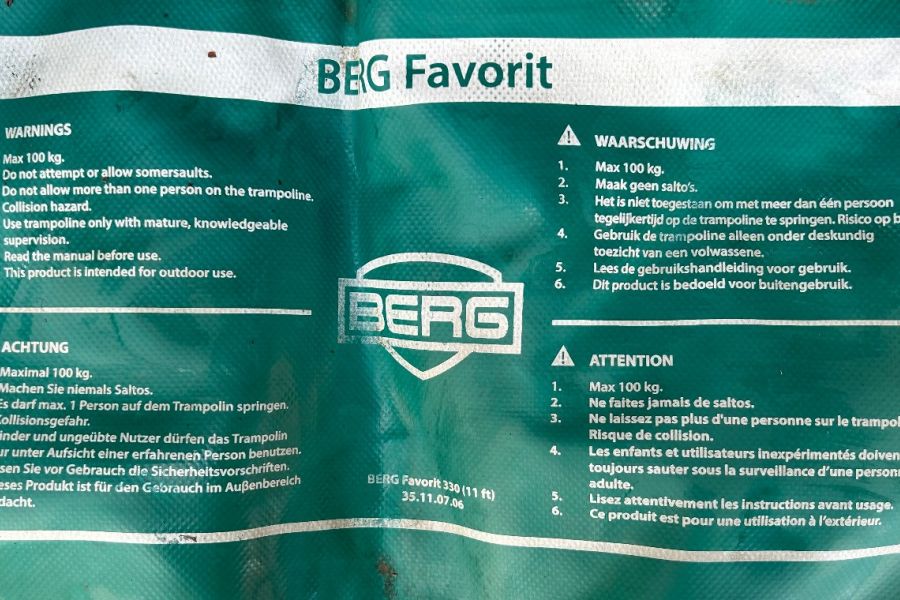 BERG Favorit
WARNINGS
Max 100 kg.
Do not attempt or allow somersaults.
Do not allow more than one person on the trampoline.
Collision hazard.
Use trampoline only with mature, knowledgeable
supervision.
Read the manual before use.
This product is intended for outdoor use.
ACHTUNG
Maximal 100 kg.
Machen Sie niemals Saltos.
Es darf max. 1 Person auf dem Trampolin springen.
Kollisionsgefahr.
inder und ungeübte Nutzer dürfen das Trampolin
ur unter Aufsicht einer erfahrenen Person benutzen.
sen Sie vor Gebrauch die Sicherheitsvorschriften.
eses Produkt ist für den Gebrauch im Außenbereich
dacht.
BERG
BERG Favorit 330 (11 ft)
35.11.07.06
WAARSCHUWING
1. Max 100 kg.
2. Maak geen salto's.
3. Het is niet toegestaan om met meer dan één persoon
tegelijkertijd op de trampoline te springen. Risico op b
4. Gebruik de trampoline alleen onder deskundig
toezicht van een volwassene.
5. Lees de gebruikshandleiding voor gebruik.
6. Dit product is bedoeld voor buitengebruik.
ATTENTION
1. Max 100 kg.
2. Ne faites jamais de saltos.
3. Ne laissez pas plus d'une personne sur le trampol
Risque de collision.
4. Les enfants et utilisateurs inexpérimentés doiven
toujours sauter sous la surveillance d'une person
adulte.
5. Lisez attentivement les instructions avant usage.
6. Ce produit est pour une utilisation à l'extérieur.